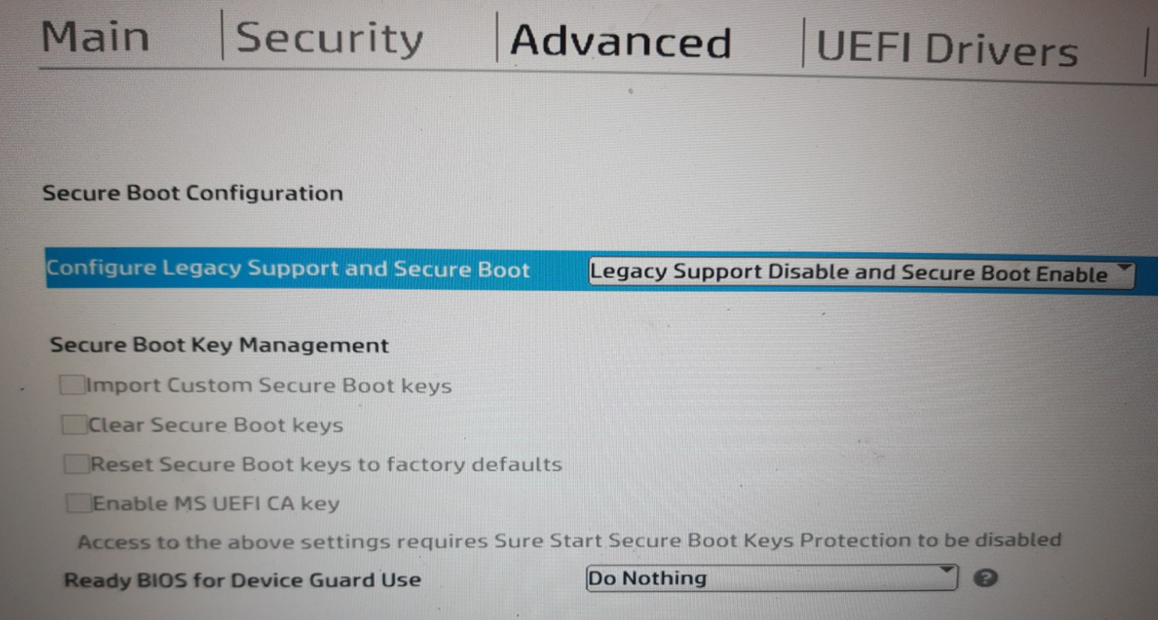 Main Security Advanced UEFI Drivers
Secure Boot Configuration
Configure Legacy Support and Secure Boot Legacy Support Disable and Secure Boot Enable
Secure Boot Key Management
Import Custom Secure Boot keys
Clear Secure Boot keys
Reset Secure Boot keys to factory defaults
Enable MS UEFI CA key
Access to the above settings requires Sure Start Secure Boot Keys Protection to be disabled
Ready BIOS for Device Guard Use Do Nothing ?